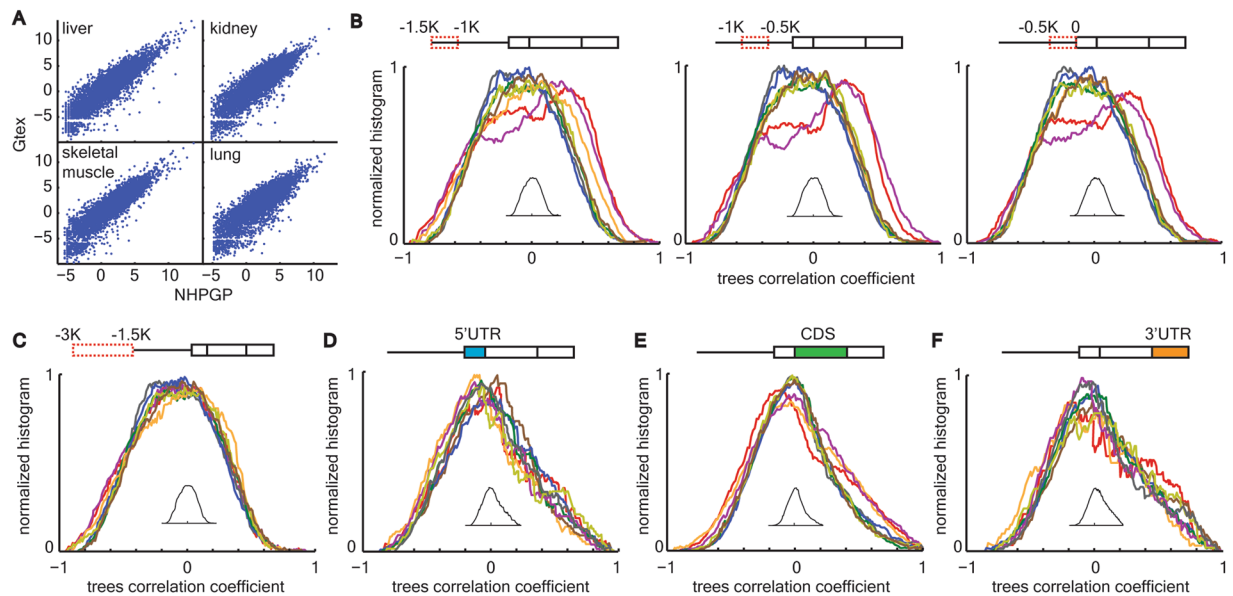 A
liver
kidney
10
5
0
−5
skeletal
muscle
lung
10
5
0
−5
Gtex
−5 0 5 10 −5 0 5 10
NHPGP
B
-1.5K -1K
-1K -0.5K
-0.5K 0
1
0
normalized histogram
−1 0 1
1
0
−1 0 1
1
0
−1 0 1
trees correlation coefficient
C
-3K -1.5K
1
0
normalized histogram
−1 0 1
trees correlation coefficient
D
5'UTR
1
0
normalized histogram
−1 0 1
trees correlation coefficient
E
CDS
1
0
normalized histogram
−1 0 1
trees correlation coefficient
F
3'UTR
1
0
normalized histogram
−1 0 1
trees correlation coefficient